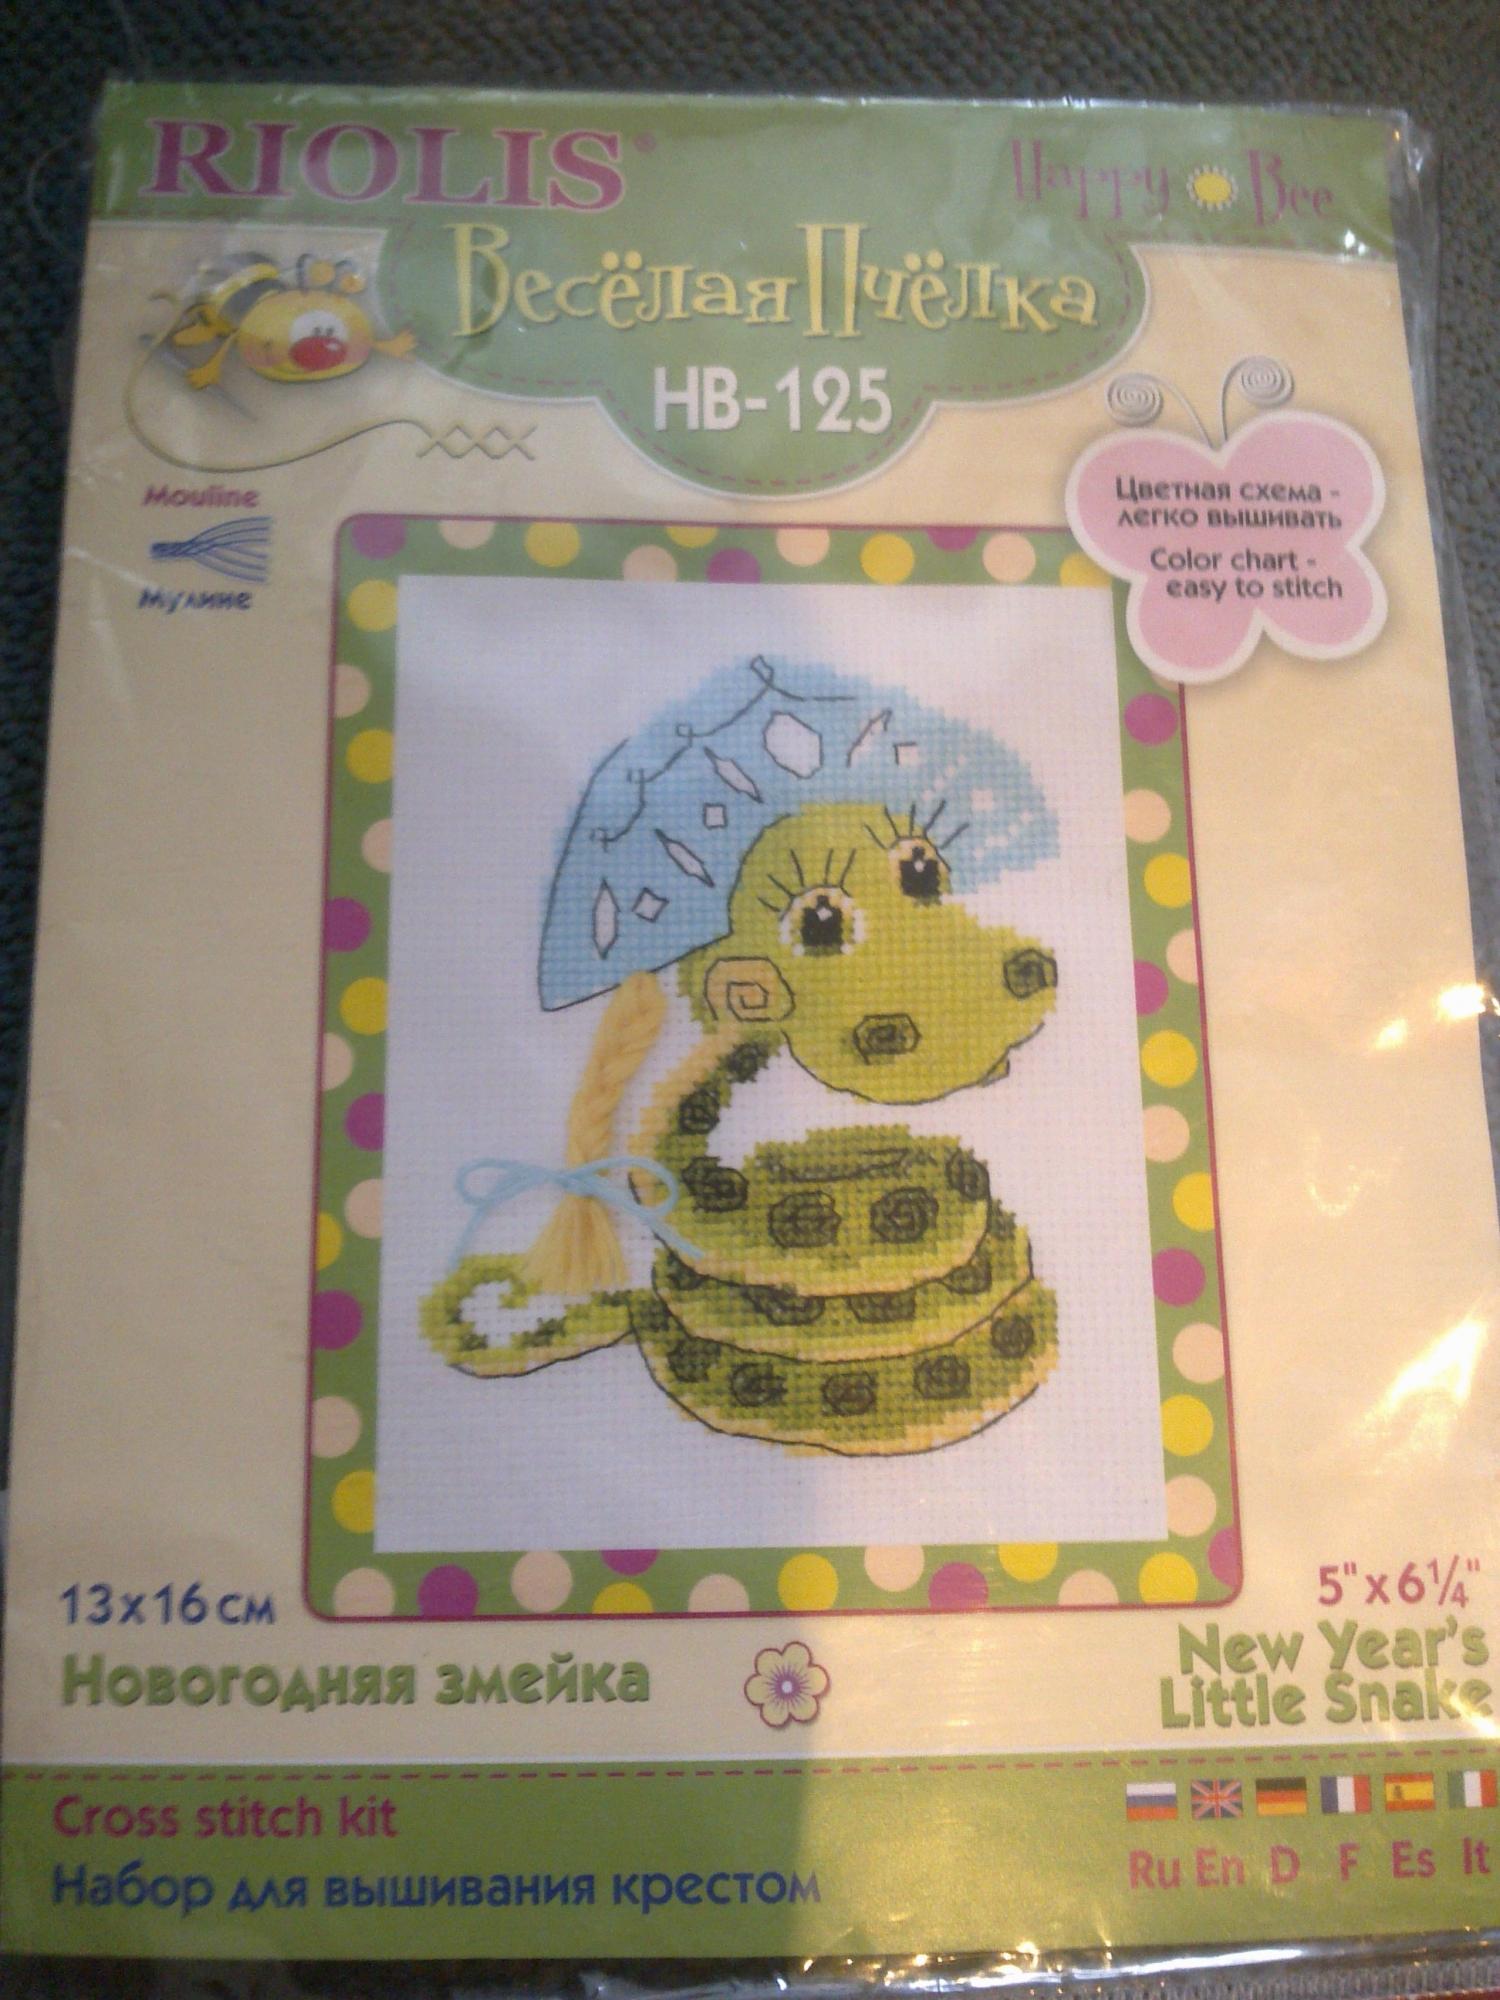 RIOLIS®
Happy Bee
Весёлая Пчёлка
НВ-125
Mouline
Мулине
Цветная схема -
легко вышивать
Color chart -
easy to stitch
13х16 см
5"x6¼"
Новогодняя змейка
New Year's
Little Snake
Cross stitch kit
Набор для вышивания крестом
Ru En D F Es It